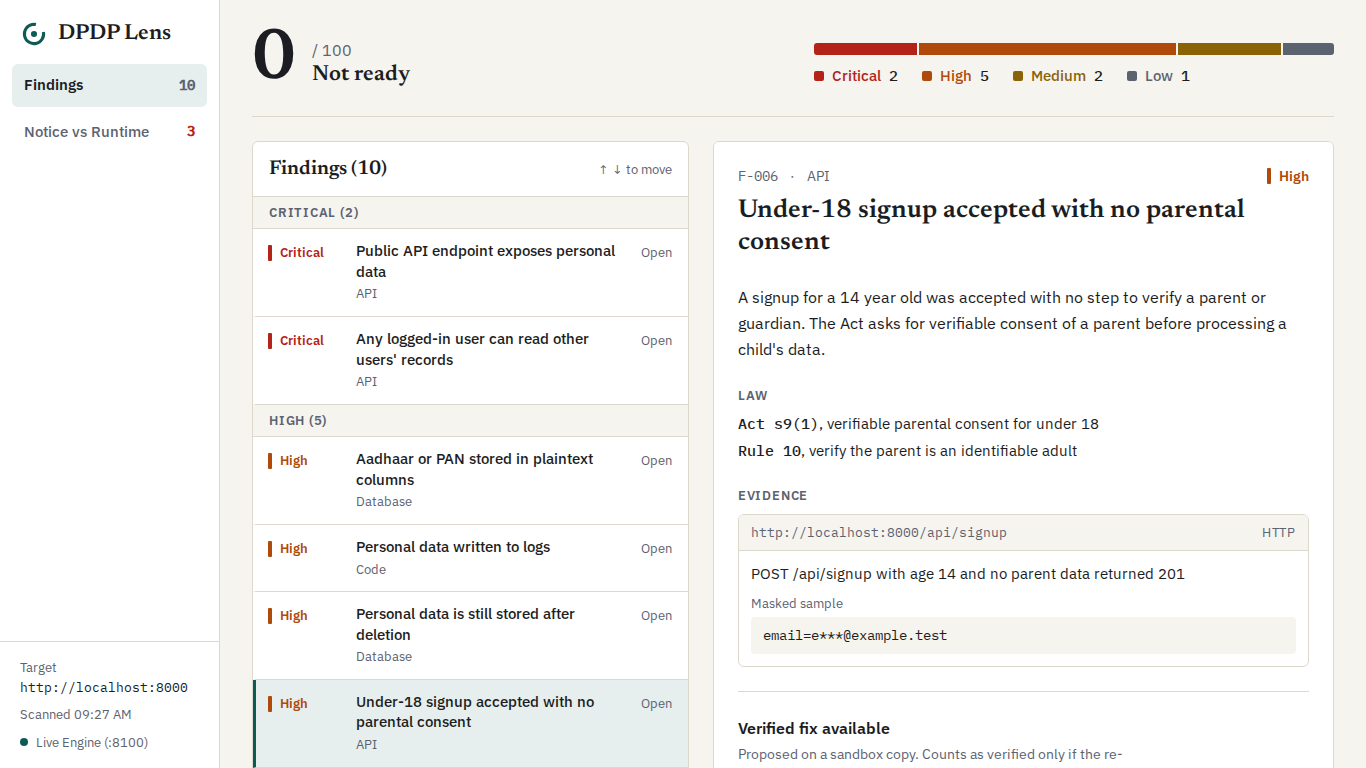 DPDP Lens
Findings 10
Notice vs Runtime 3
Target
http://localhost:8000
Scanned 09:27 AM
Live Engine (:8100)
0 / 100
Not ready
Critical 2 High 5 Medium 2 Low 1
Findings (10) ↑ ↓ to move
CRITICAL (2)
Critical Public API endpoint exposes personal Open
data
API
Critical Any logged-in user can read other Open
users' records
API
HIGH (5)
High Aadhaar or PAN stored in plaintext Open
columns
Database
High Personal data written to logs Open
Code
High Personal data is still stored after Open
deletion
Database
High Under-18 signup accepted with no Open
parental consent
API
F-006 · API High
Under-18 signup accepted with no parental
consent
A signup for a 14 year old was accepted with no step to verify a parent or
guardian. The Act asks for verifiable consent of a parent before processing a
child's data.
LAW
Act s9(1), verifiable parental consent for under 18
Rule 10, verify the parent is an identifiable adult
EVIDENCE
http://localhost:8000/api/signup HTTP
POST /api/signup with age 14 and no parent data returned 201
Masked sample
email=e***@example.test
Verified fix available
Proposed on a sandbox copy. Counts as verified only if the re-